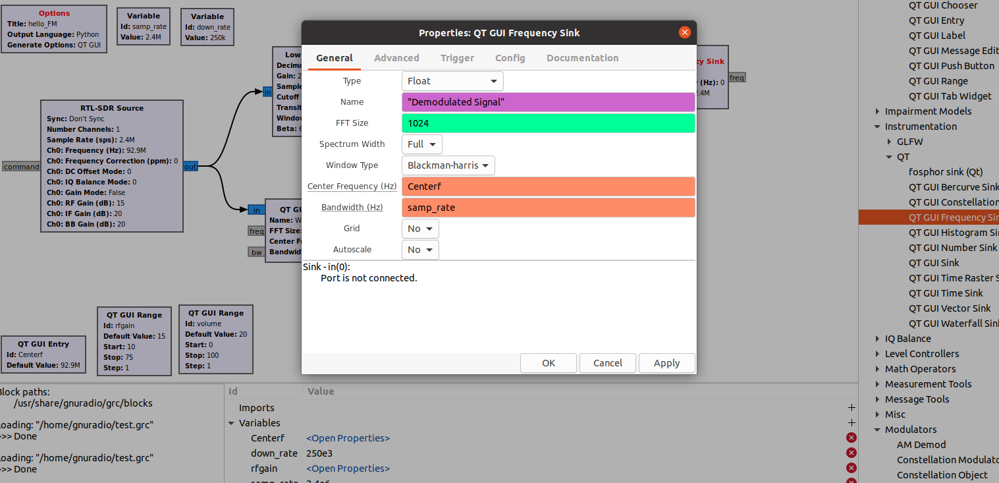 Options
Title: hello_FM
Output Language: Python
Generate Options: QT GUI
Variable
Id: samp_rate
Value: 2.4M
Variable
Id: down_rate
Value: 250k
RTL-SDR Source
Sync: Don't Sync
Number Channels: 1
Sample Rate (sps): 2.4M
Ch0: Frequency (Hz): 92.9M
Ch0: Frequency Correction (ppm): 0
Ch0: DC Offset Mode: 0
Ch0: IQ Balance Mode: 0
Ch0: Gain Mode: False
Ch0: RF Gain (dB): 15
Ch0: IF Gain (dB): 20
Ch0: BB Gain (dB): 20
command
out
Low
Decima
Gain: 2
Sample
Cutoff
Transit
Windo
Beta: 6
in
QT GU
Name: W
FFT Size:
Center Fr
Bandwid
in
freq
bw
QT GUI Entry
Id: Centerf
Default Value: 92.9M
QT GUI Range
Id: rfgain
Default Value: 15
Start: 10
Stop: 75
Step: 1
QT GUI Range
Id: volume
Default Value: 20
Start: 0
Stop: 100
Step: 1
Properties: QT GUI Frequency Sink
General Advanced Trigger Config Documentation
Type Float
Name "Demodulated Signal"
FFT Size 1024
Spectrum Width Full
Window Type Blackman-harris
Center Frequency (Hz) Centerf
Bandwidth (Hz) samp_rate
Grid No
Autoscale No
Sink - in(0):
Port is not connected.
OK Cancel Apply
cy Sink
(Hz): 0
2.4M
freq
QT GUI Chooser
QT GUI Entry
QT GUI Label
QT GUI Message Edit
QT GUI Push Button
QT GUI Range
QT GUI Tab Widget
Impairment Models
Instrumentation
GLFW
QT
fosphor sink (Qt)
QT GUI Bercurve Sink
QT GUI Constellation
QT GUI Frequency Sin
QT GUI Histogram Si
QT GUI Number Sink
QT GUI Sink
QT GUI Time Raster S
QT GUI Time Sink
QT GUI Vector Sink
QT GUI Waterfall Sin
IQ Balance
Level Controllers
Math Operators
Measurement Tools
Message Tools
Misc
Modulators
AM Demod
Constellation Modulato
Constellation Object
Block paths:
/usr/share/gnuradio/grc/blocks
Loading: "/home/gnuradio/test.grc"
>>> Done
Loading: "/home/gnuradio/test.grc"
>>> Done
Id Value
Imports
Variables
Centerf <Open Properties>
down_rate 250e3
rfgain <Open Properties>
samp_rate 2.4e6